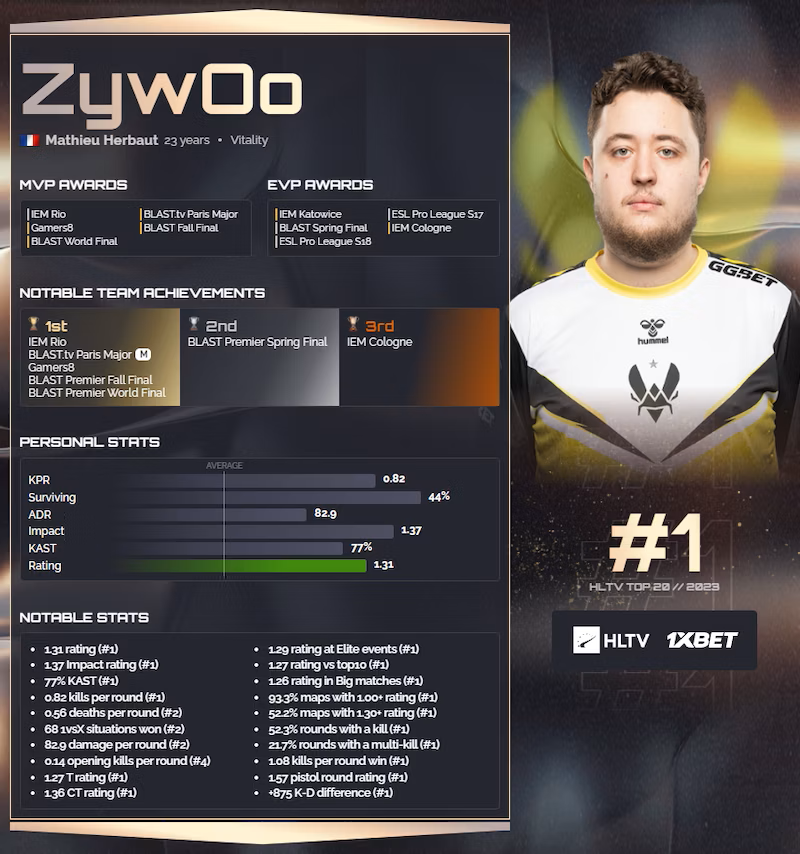 ZywOo
Mathieu Herbaut 23 years • Vitality
MVP AWARDS
IEM Rio
Gamers8
BLAST World Final
BLAST.tv Paris Major
BLAST Fall Final
EVP AWARDS
IEM Katowice
BLAST Spring Final
ESL Pro League S18
ESL Pro League S17
IEM Cologne
NOTABLE TEAM ACHIEVEMENTS
1st
IEM Rio
BLAST.tv Paris Major M
Gamers8
BLAST Premier Fall Final
BLAST Premier World Final
2nd
BLAST Premier Spring Final
3rd
IEM Cologne
PERSONAL STATS
AVERAGE
KPR 0.82
Surviving 44%
ADR 82.9
Impact 1.37
KAST 77%
Rating 1.31
NOTABLE STATS
• 1.31 rating (#1)
• 1.37 Impact rating (#1)
• 77% KAST (#1)
• 0.82 kills per round (#1)
• 0.56 deaths per round (#2)
• 68 1vsX situations won (#2)
• 82.9 damage per round (#2)
• 0.14 opening kills per round (#4)
• 1.27 T rating (#1)
• 1.36 CT rating (#1)
• 1.29 rating at Elite events (#1)
• 1.27 rating vs top10 (#1)
• 1.26 rating in Big matches (#1)
• 93.3% maps with 1.00+ rating (#1)
• 52.2% maps with 1.30+ rating (#1)
• 52.3% rounds with a kill (#1)
• 21.7% rounds with a multi-kill (#1)
• 1.08 kills per round win (#1)
• 1.57 pistol round rating (#1)
• +875 K-D difference (#1)
GG.BET
hummel
#1
HLTV TOP 20 // 2023
HLTV 1XBET